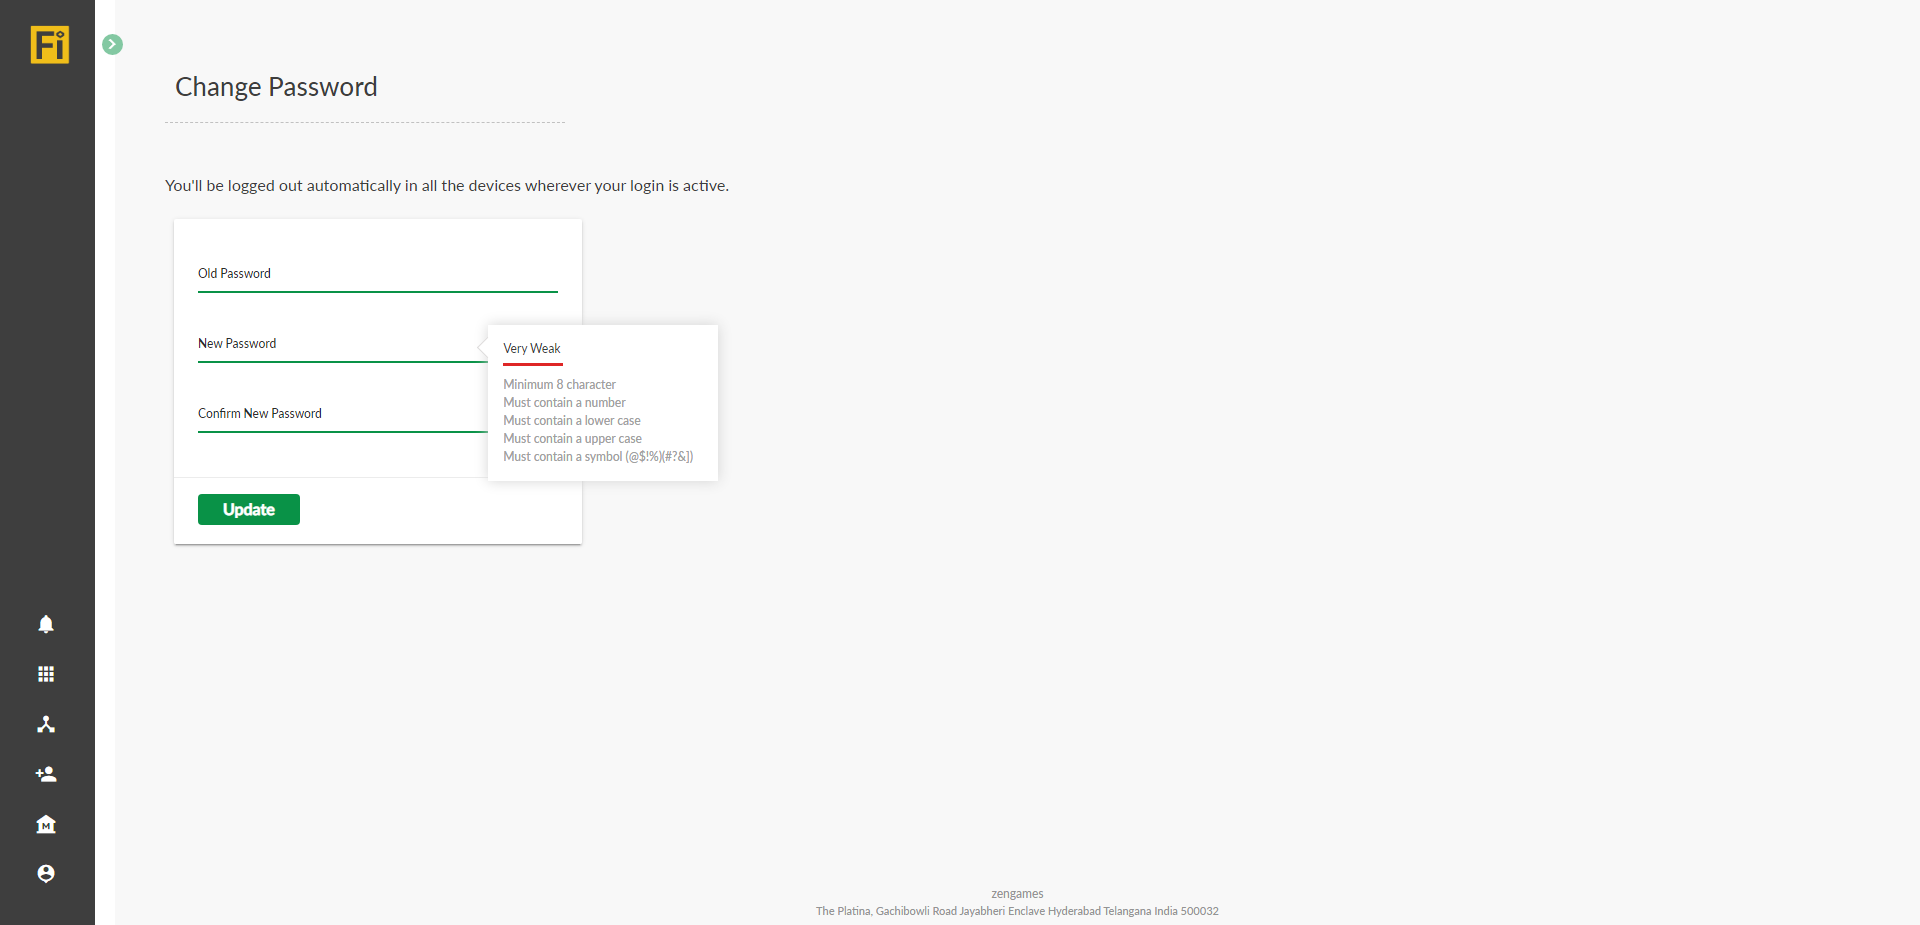 Fi
Change Password
You'll be logged out automatically in all the devices wherever your login is active.
Old Password
New Password
Confirm New Password
Very Weak
Minimum 8 character
Must contain a number
Must contain a lower case
Must contain a upper case
Must contain a symbol (@$!%)(#?&])
Update
M
zengames
The Platina, Gachibowli Road Jayabheri Enclave Hyderabad Telangana India 500032